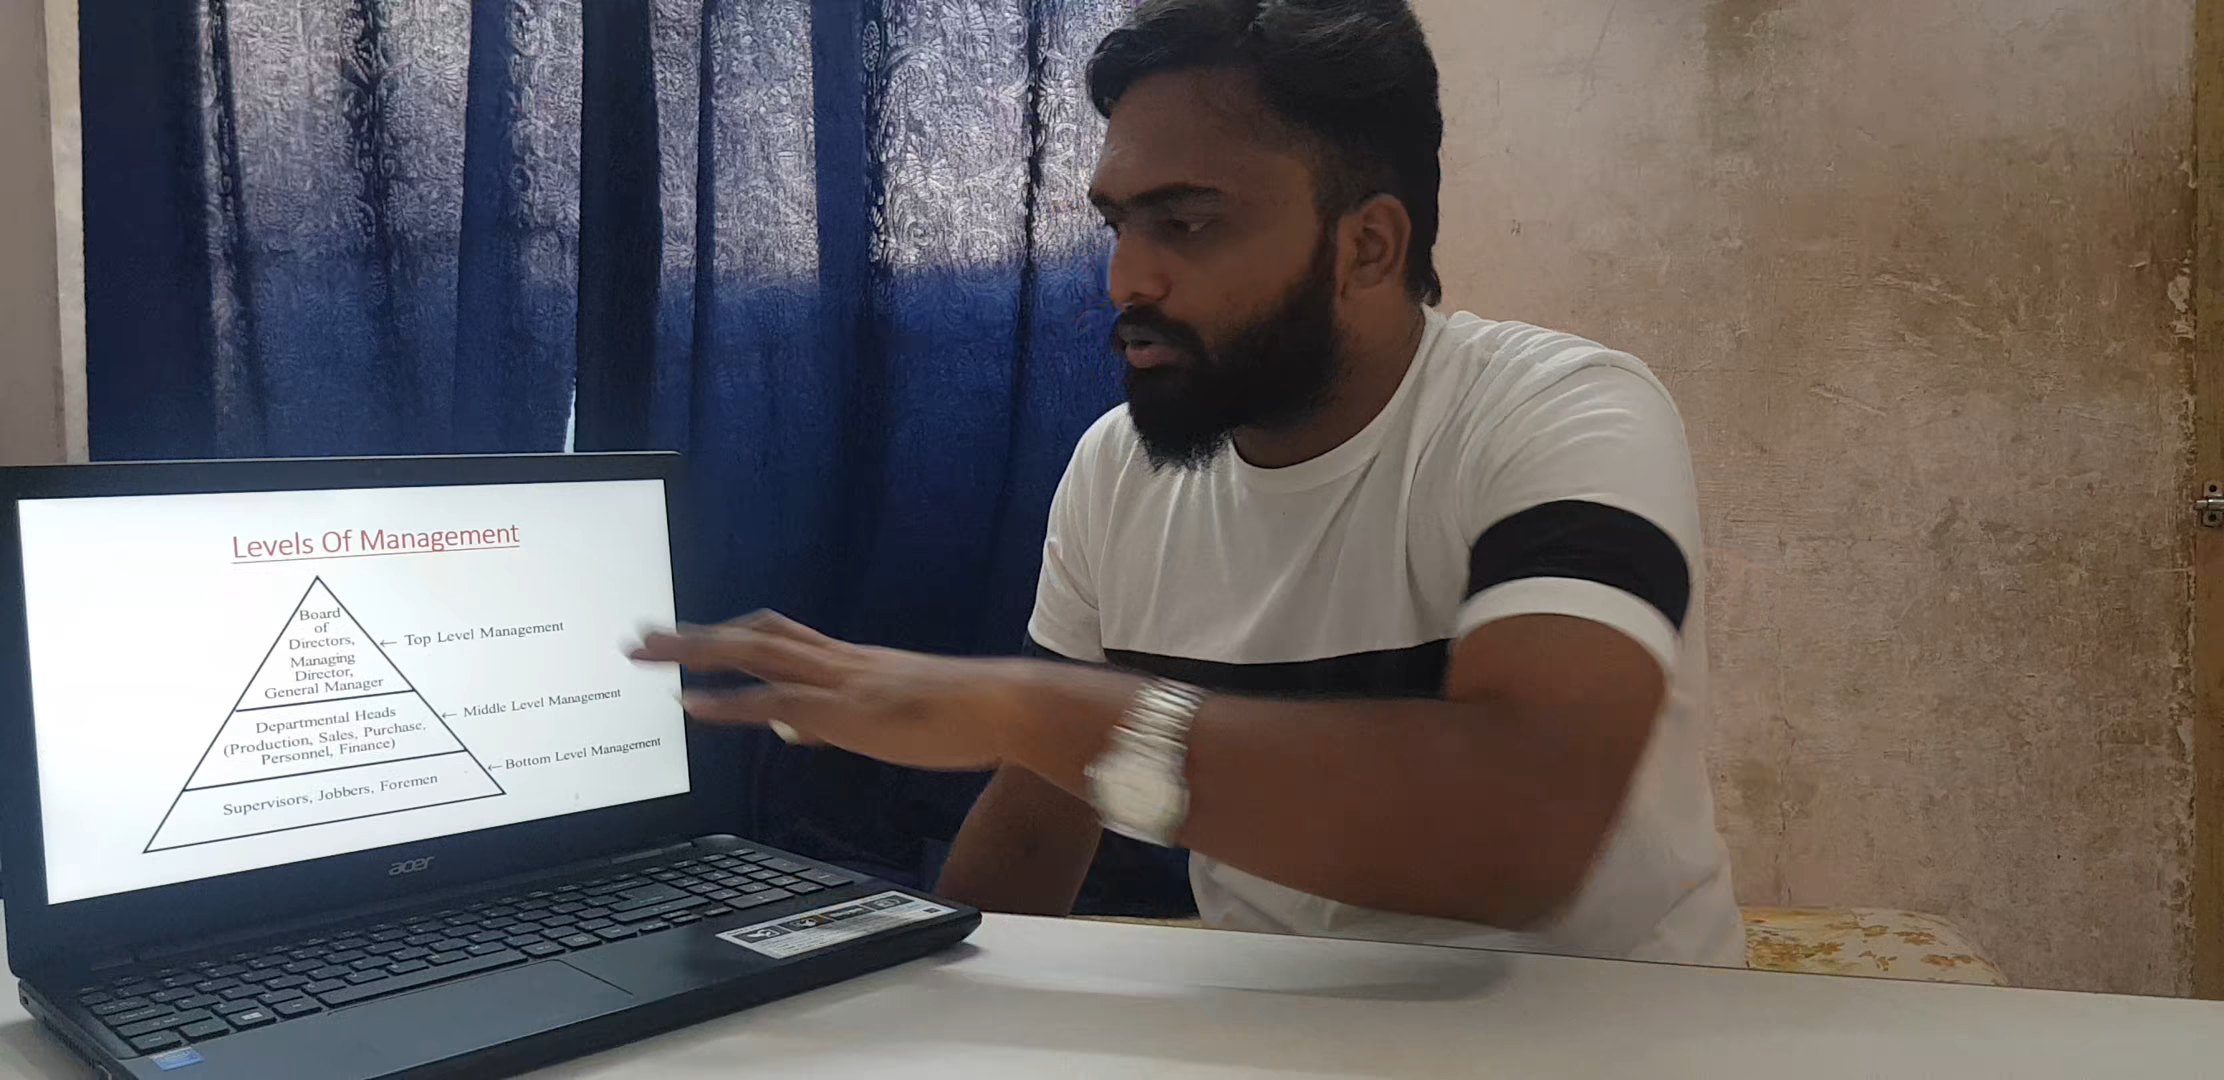 Levels Of Management
Board
of
Directors,
Managing
Director,
General Manager
← Top Level Management
Departmental Heads
(Production, Sales, Purchase,
Personnel, Finance)
← Middle Level Management
Supervisors, Jobbers, Foremen
← Bottom Level Management
acer